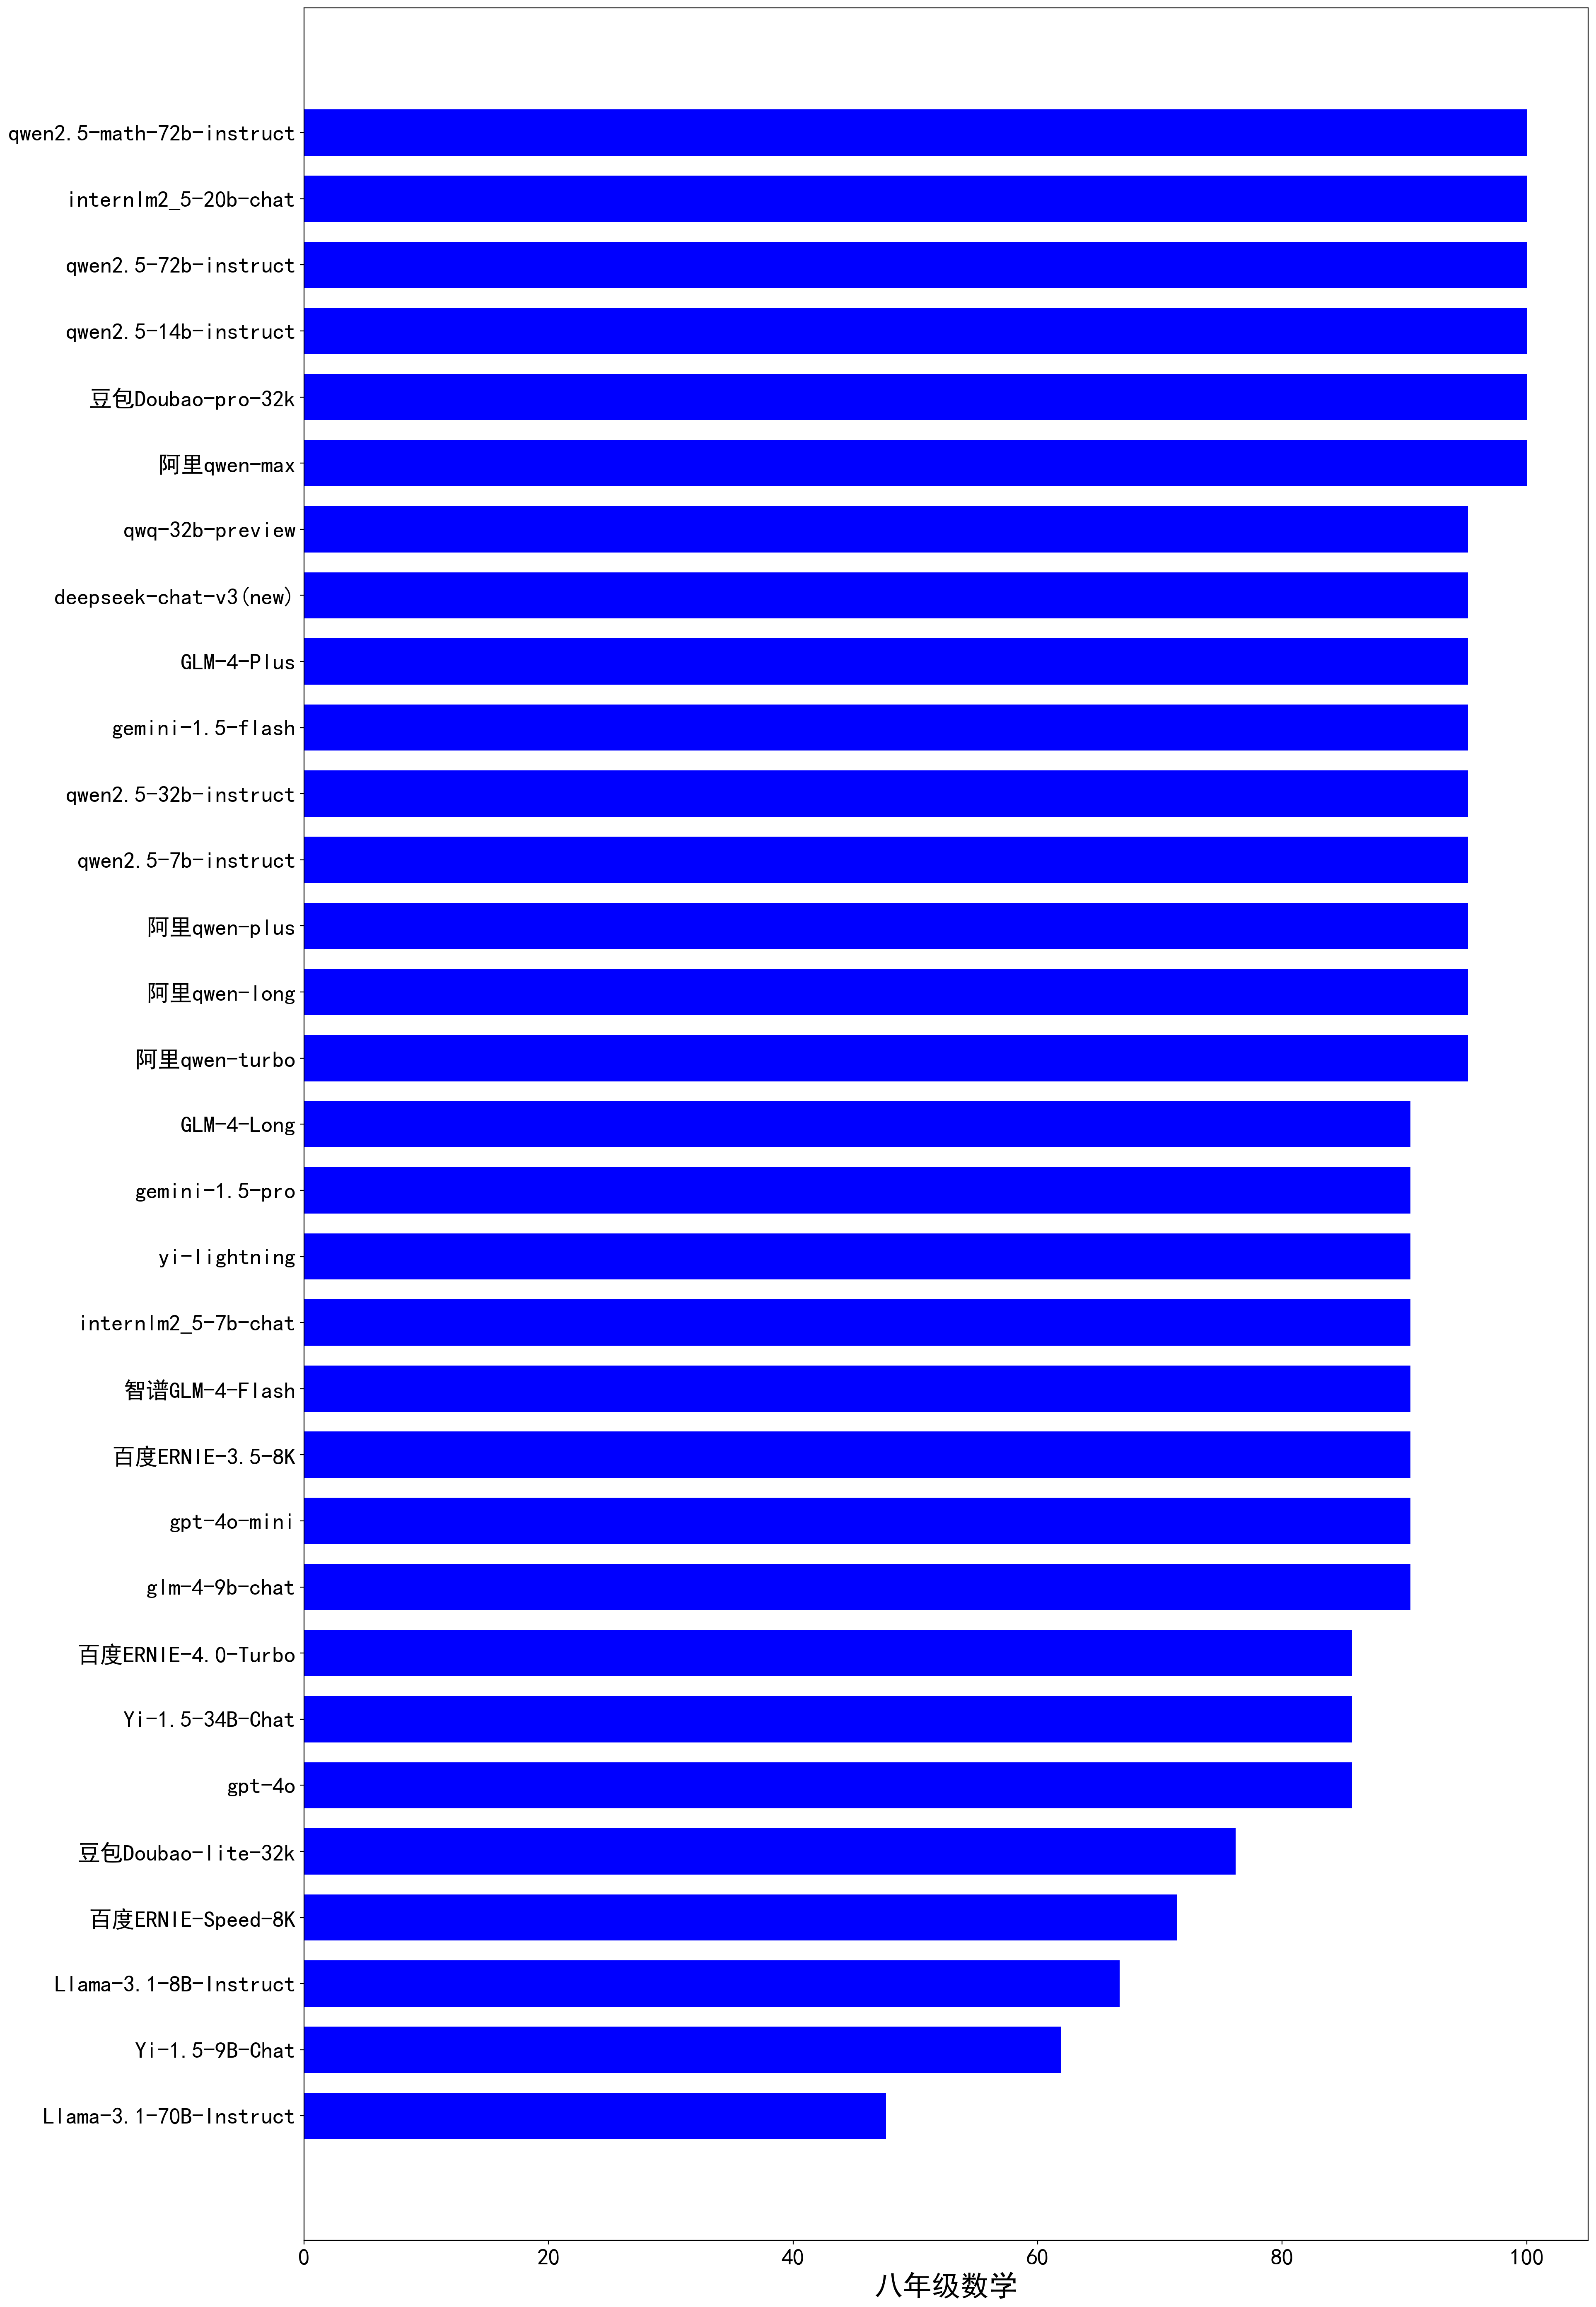 qwen2.5-math-72b-instruct
internlm2_5-20b-chat
qwen2.5-72b-instruct
qwen2.5-14b-instruct
豆包Doubao-pro-32k
阿里qwen-max
qwq-32b-preview
deepseek-chat-v3(new)
GLM-4-Plus
gemini-1.5-flash
qwen2.5-32b-instruct
qwen2.5-7b-instruct
阿里qwen-plus
阿里qwen-long
阿里qwen-turbo
GLM-4-Long
gemini-1.5-pro
yi-lightning
internlm2_5-7b-chat
智谱GLM-4-Flash
百度ERNIE-3.5-8K
gpt-4o-mini
glm-4-9b-chat
百度ERNIE-4.0-Turbo
Yi-1.5-34B-Chat
gpt-4o
豆包Doubao-lite-32k
百度ERNIE-Speed-8K
Llama-3.1-8B-Instruct
Yi-1.5-9B-Chat
Llama-3.1-70B-Instruct
0 20 40 60 80 100
八年级数学